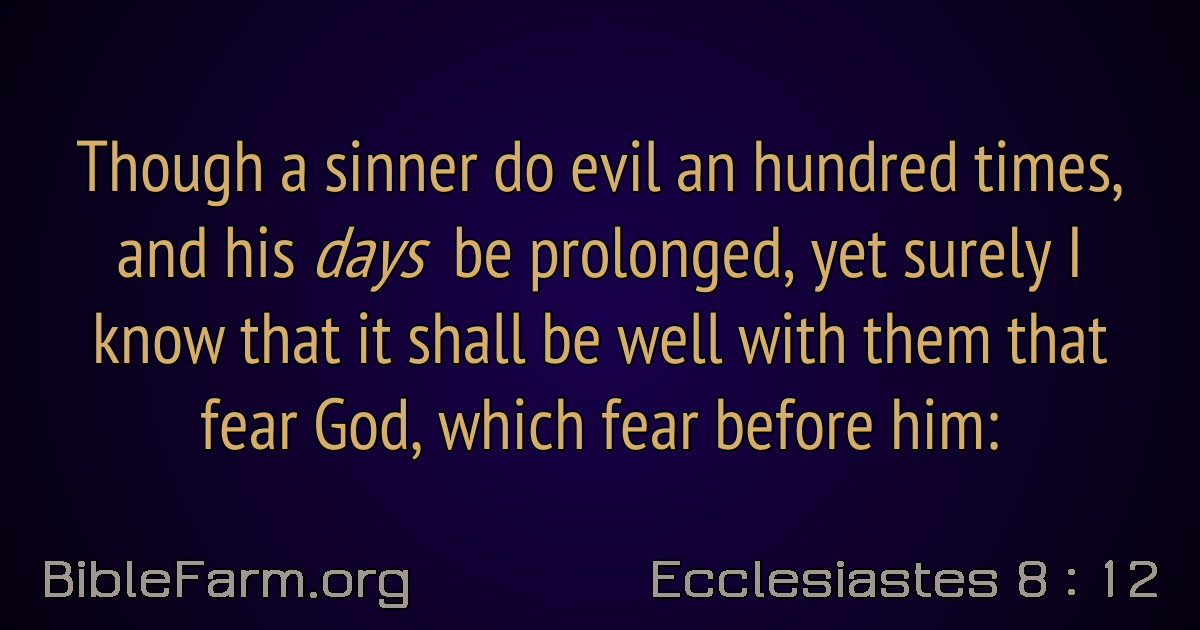 Though a sinner do evil an hundred times,
and his days be prolonged, yet surely I
know that it shall be well with them that
fear God, which fear before him:
BibleFarm.org
Ecclesiastes 8 : 12